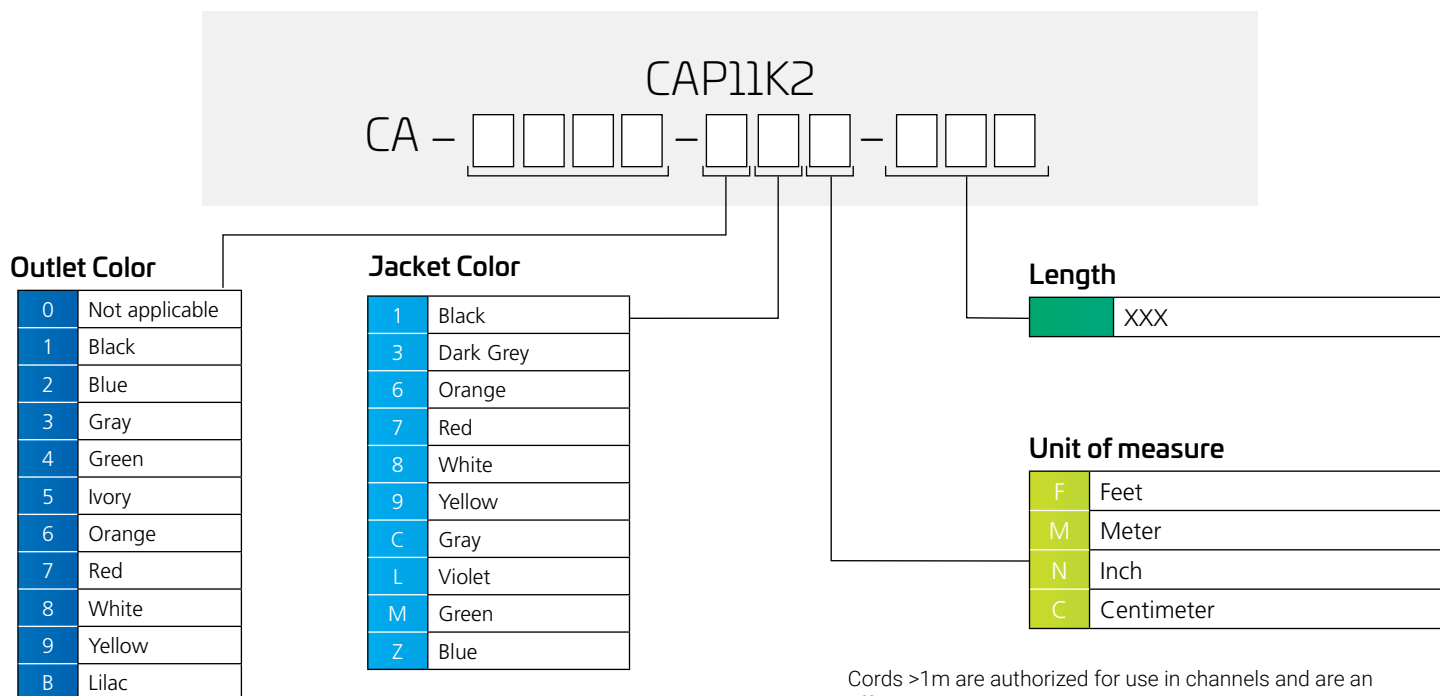 CAP11K2
CA – – –
Outlet Color
0 Not applicable
1 Black
2 Blue
3 Gray
4 Green
5 Ivory
6 Orange
7 Red
8 White
9 Yellow
B Lilac
Jacket Color
1 Black
3 Dark Grey
6 Orange
7 Red
8 White
9 Yellow
C Gray
L Violet
M Green
Z Blue
Length
XXX
Unit of measure
F Feet
M Meter
N Inch
C Centimeter
Cords >1m are authorized for use in channels and are an